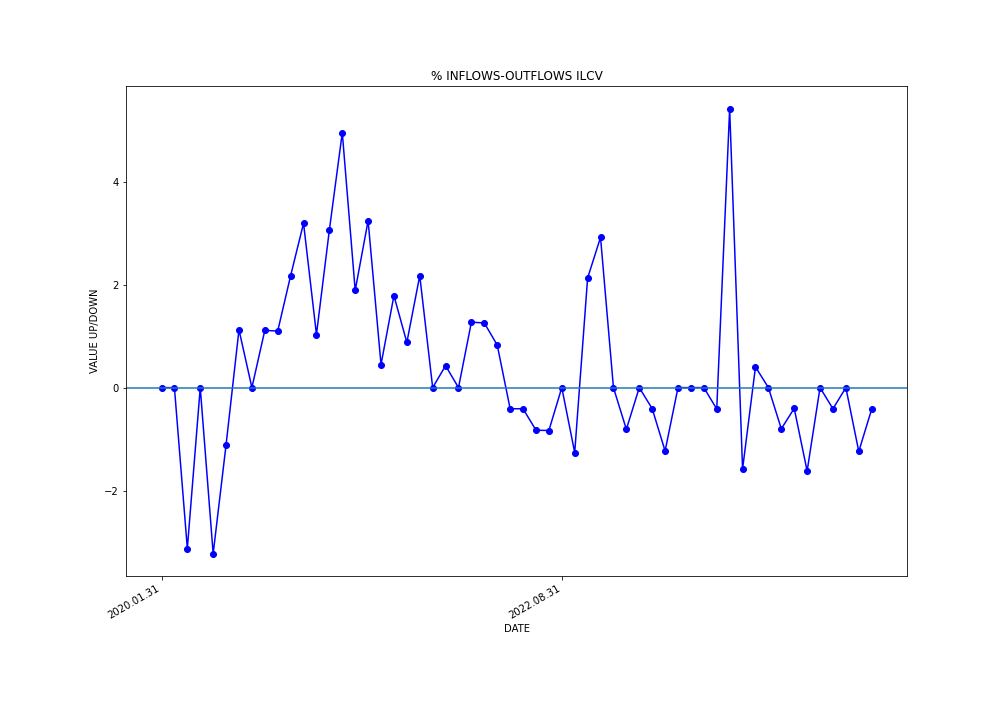 % INFLOWS-OUTFLOWS ILCV
4
2
0
−2
VALUE UP/DOWN
2020.01.31
2022.08.31
DATE